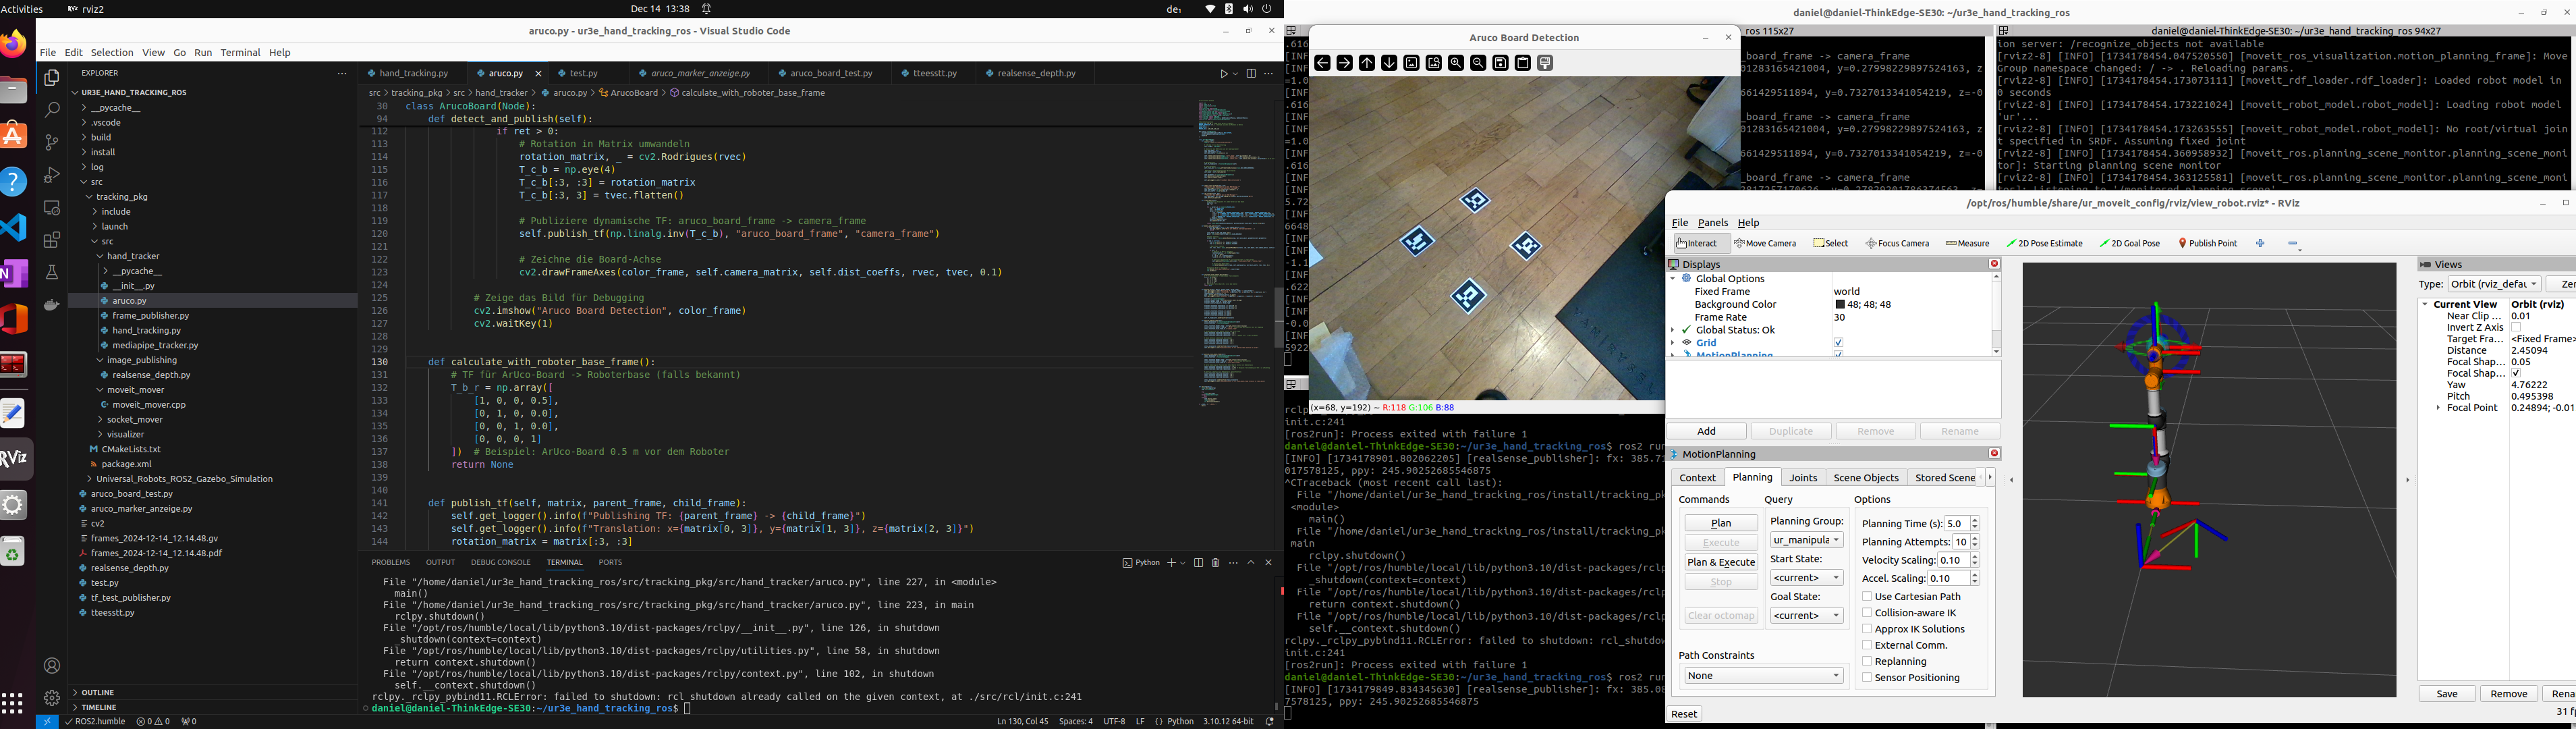 Activities
rviz2
Dec 14 13:38
de₁
aruco.py - ur3e_hand_tracking_ros - Visual Studio Code
File Edit Selection View Go Run Terminal Help
EXPLORER
UR3E_HAND_TRACKING_ROS
__pycache__
.vscode
build
install
log
src
tracking_pkg
include
launch
src
hand_tracker
__pycache__
__init__.py
aruco.py
frame_publisher.py
hand_tracking.py
mediapipe_tracker.py
image_publishing
realsense_depth.py
moveit_mover
moveit_mover.cpp
socket_mover
visualizer
CMakeLists.txt
package.xml
Universal_Robots_ROS2_Gazebo_Simulation
aruco_board_test.py
aruco_marker_anzeige.py
cv2
frames_2024-12-14_12.14.48.gv
frames_2024-12-14_12.14.48.pdf
realsense_depth.py
test.py
tf_test_publisher.py
tteesstt.py
OUTLINE
TIMELINE
hand_tracking.py aruco.py test.py aruco_marker_anzeige.py aruco_board_test.py tteesstt.py realsense_depth.py
src > tracking_pkg > src > hand_tracker > aruco.py > ArucoBoard > calculate_with_roboter_base_frame
30 class ArucoBoard(Node):
94 def detect_and_publish(self):
112 if ret > 0:
113 # Rotation in Matrix umwandeln
114 rotation_matrix, _ = cv2.Rodrigues(rvec)
115 T_c_b = np.eye(4)
116 T_c_b[:3, :3] = rotation_matrix
117 T_c_b[:3, 3] = tvec.flatten()
118
119 # Publiziere dynamische TF: aruco_board_frame -> camera_frame
120 self.publish_tf(np.linalg.inv(T_c_b), "aruco_board_frame", "camera_frame")
121
122 # Zeichne die Board-Achse
123 cv2.drawFrameAxes(color_frame, self.camera_matrix, self.dist_coeffs, rvec, tvec, 0.1)
124
125 # Zeige das Bild für Debugging
126 cv2.imshow("Aruco Board Detection", color_frame)
127 cv2.waitKey(1)
128
129
130 def calculate_with_roboter_base_frame():
131 # TF für ArUco-Board -> Roboterbase (falls bekannt)
132 T_b_r = np.array([
133 [1, 0, 0, 0.5],
134 [0, 1, 0, 0.0],
135 [0, 0, 1, 0.0],
136 [0, 0, 0, 1]
137 ]) # Beispiel: ArUco-Board 0.5 m vor dem Roboter
138 return None
139
140
141 def publish_tf(self, matrix, parent_frame, child_frame):
142 self.get_logger().info(f"Publishing TF: {parent_frame} -> {child_frame}")
143 self.get_logger().info(f"Translation: x={matrix[0, 3]}, y={matrix[1, 3]}, z={matrix[2, 3]}")
144 rotation_matrix = matrix[:3, :3]
PROBLEMS OUTPUT DEBUG CONSOLE TERMINAL PORTS
Python
File "/home/daniel/ur3e_hand_tracking_ros/src/tracking_pkg/src/hand_tracker/aruco.py", line 227, in <module>
main()
File "/home/daniel/ur3e_hand_tracking_ros/src/tracking_pkg/src/hand_tracker/aruco.py", line 223, in main
rclpy.shutdown()
File "/opt/ros/humble/local/lib/python3.10/dist-packages/rclpy/__init__.py", line 126, in shutdown
_shutdown(context=context)
File "/opt/ros/humble/local/lib/python3.10/dist-packages/rclpy/utilities.py", line 58, in shutdown
return context.shutdown()
File "/opt/ros/humble/local/lib/python3.10/dist-packages/rclpy/context.py", line 102, in shutdown
self.__context.shutdown()
rclpy._rclpy_pybind11.RCLError: failed to shutdown: rcl_shutdown already called on the given context, at ./src/rcl/init.c:241
daniel@daniel-ThinkEdge-SE30:~/ur3e_hand_tracking_ros$
ROS2.humble 0 0 0
Ln 130, Col 45 Spaces: 4 UTF-8 LF Python 3.10.12 64-bit
daniel@daniel-ThinkEdge-SE30: ~/ur3e_hand_tracking_ros
ros 115x27
daniel@daniel-ThinkEdge-SE30: ~/ur3e_hand_tracking_ros 94x27
Aruco Board Detection
(x=68, y=192) ~ R:118 G:106 B:88
board_frame -> camera_frame
01283165421004, y=0.27998229897524163, z
661429511894, y=0.7327013341054219, z=-0
board_frame -> camera_frame
01283165421004, y=0.27998229897524163, z
661429511894, y=0.7327013341054219, z=-0
board_frame -> camera_frame
ion server: /recognize_objects not available
[rviz2-8] [INFO] [1734178454.047520550] [moveit_ros_visualization.motion_planning_frame]: Move
Group namespace changed: / -> . Reloading params.
[rviz2-8] [INFO] [1734178454.173073111] [moveit_rdf_loader.rdf_loader]: Loaded robot model in
0 seconds
[rviz2-8] [INFO] [1734178454.173221024] [moveit_robot_model.robot_model]: Loading robot model
'ur'...
[rviz2-8] [INFO] [1734178454.173263555] [moveit_robot_model.robot_model]: No root/virtual join
t specified in SRDF. Assuming fixed joint
[rviz2-8] [INFO] [1734178454.360958932] [moveit_ros.planning_scene_monitor.planning_scene_moni
tor]: Starting planning scene monitor
[rviz2-8] [INFO] [1734178454.363125581] [moveit_ros.planning_scene_monitor.planning_scene_moni
init.c:241
[ros2run]: Process exited with failure 1
daniel@daniel-ThinkEdge-SE30:~/ur3e_hand_tracking_ros$ ros2 run
[INFO] [1734178901.802062205] [realsense_publisher]: fx: 385.71
017578125, ppy: 245.90252685546875
^CTraceback (most recent call last):
File "/home/daniel/ur3e_hand_tracking_ros/install/tracking_pk
<module>
main()
File "/home/daniel/ur3e_hand_tracking_ros/install/tracking_pk
main
rclpy.shutdown()
File "/opt/ros/humble/local/lib/python3.10/dist-packages/rclp
_shutdown(context=context)
File "/opt/ros/humble/local/lib/python3.10/dist-packages/rclp
return context.shutdown()
File "/opt/ros/humble/local/lib/python3.10/dist-packages/rclp
self.__context.shutdown()
rclpy._rclpy_pybind11.RCLError: failed to shutdown: rcl_shutdow
init.c:241
[ros2run]: Process exited with failure 1
daniel@daniel-ThinkEdge-SE30:~/ur3e_hand_tracking_ros$ ros2 run
[INFO] [1734179849.834345630] [realsense_publisher]: fx: 385.08
7578125, ppy: 245.90252685546875
/opt/ros/humble/share/ur_moveit_config/rviz/view_robot.rviz* - RViz
File Panels Help
Interact Move Camera Select Focus Camera Measure 2D Pose Estimate 2D Goal Pose Publish Point
Displays
Global Options
Fixed Frame world
Background Color 48; 48; 48
Frame Rate 30
Global Status: Ok
Grid
MotionPlanning
Add Duplicate Remove Rename
MotionPlanning
Context Planning Joints Scene Objects Stored Scene
Commands Query Options
Plan
Execute
Plan & Execute
Stop
Clear octomap
Planning Group:
ur_manipula
Start State:
<current>
Goal State:
<current>
Planning Time (s): 5.0
Planning Attempts: 10
Velocity Scaling: 0.10
Accel. Scaling: 0.10
Use Cartesian Path
Collision-aware IK
Approx IK Solutions
External Comm.
Replanning
Sensor Positioning
Path Constraints
None
Reset
Views
Type: Orbit (rviz_defau Zer
Current View Orbit (rviz)
Near Clip ... 0.01
Invert Z Axis
Target Fra... <Fixed Frame>
Distance 2.45094
Focal Shap... 0.05
Focal Shap...
Yaw 4.76222
Pitch 0.495398
Focal Point 0.24894; -0.01
Save Remove Rena
31 fp